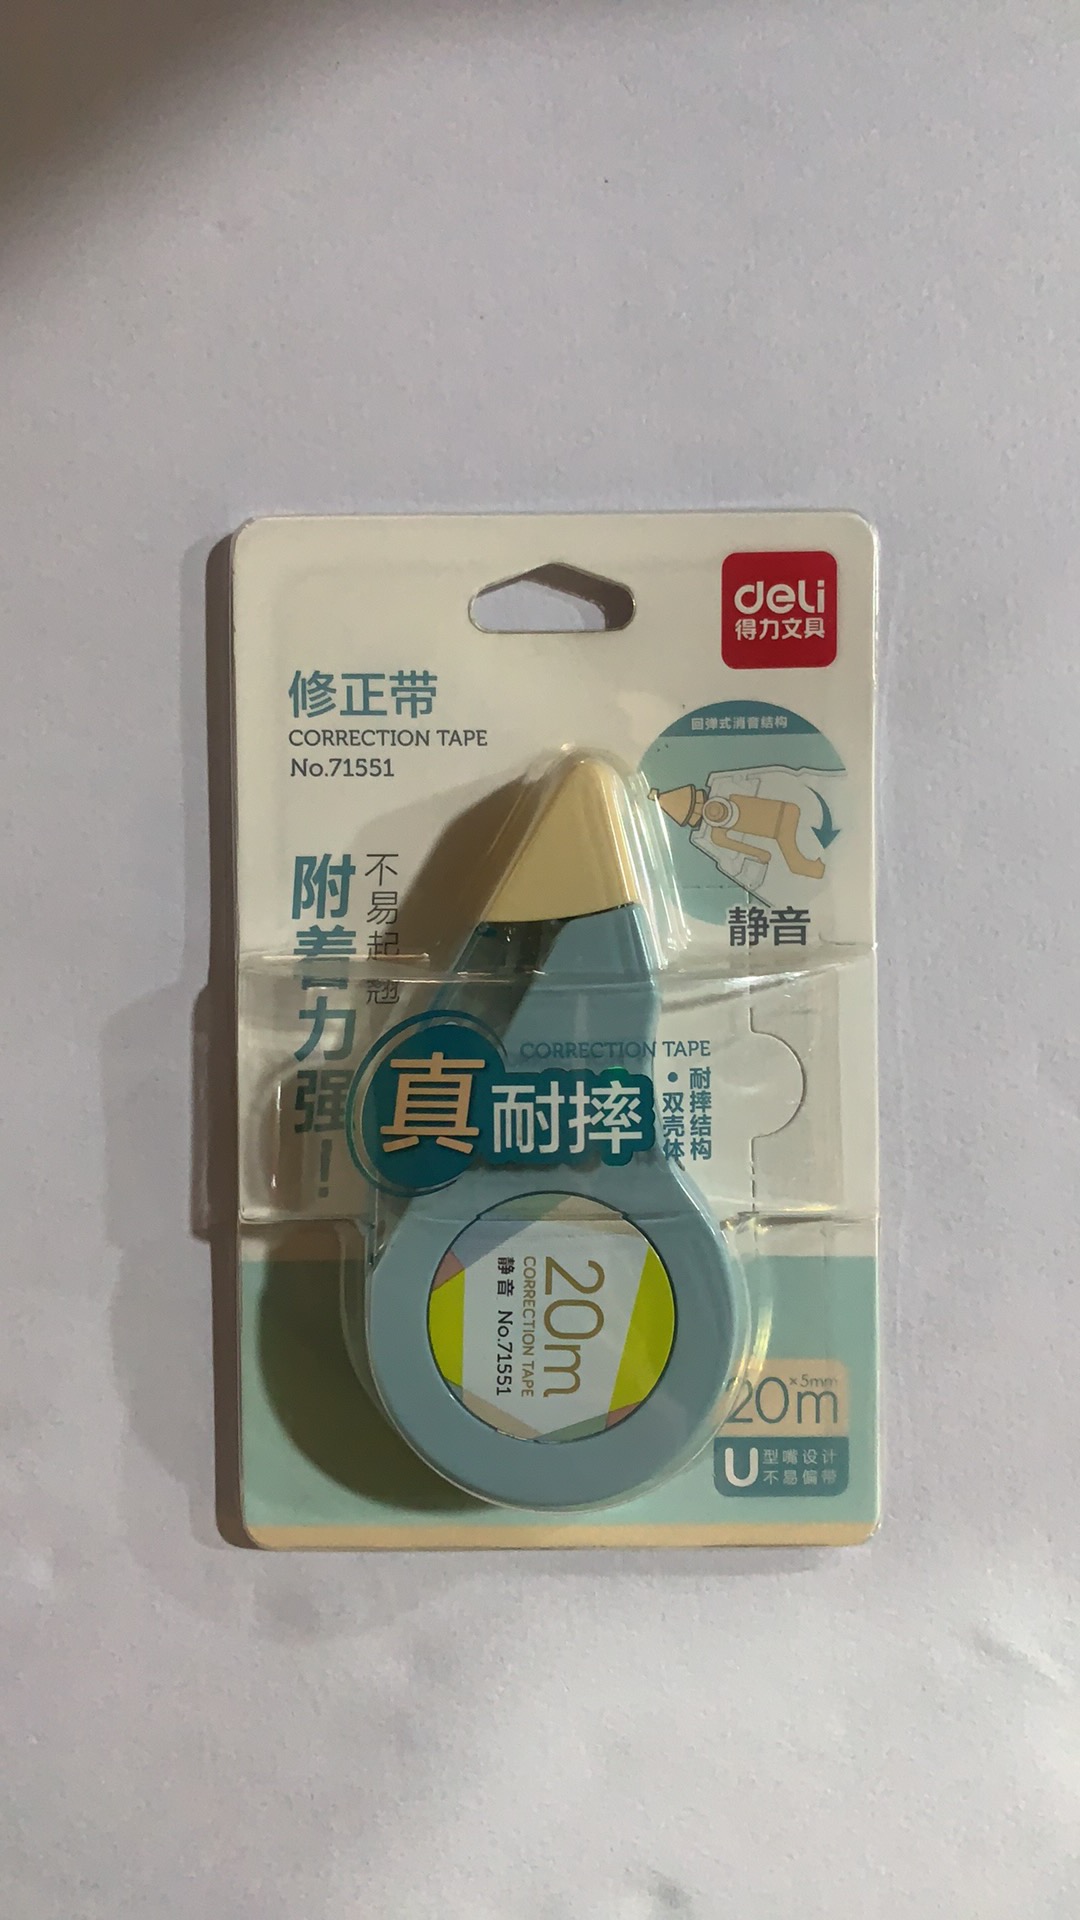 deli
得力文具
修正带
CORRECTION TAPE
No.71551
回弹式消音结构
静音
附着力强！
不易起翘
CORRECTION TAPE
真耐摔
耐摔结构
·双壳体
20m
CORRECTION TAPE
静音 No.71551
20m
×5mm
U型嘴设计
不易偏带